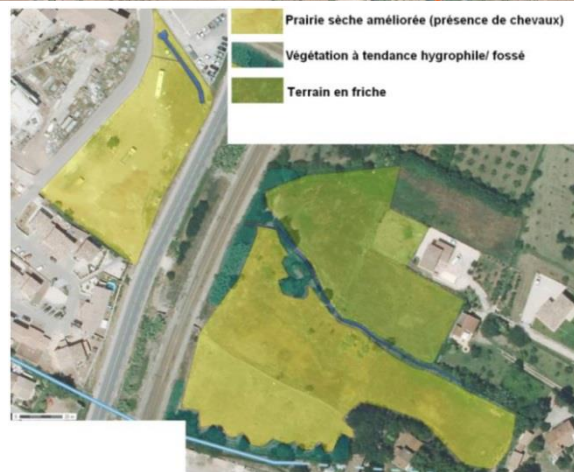 Prairie sèche améliorée (présence de chevaux)
Végétation à tendance hygrophile/ fossé
Terrain en friche